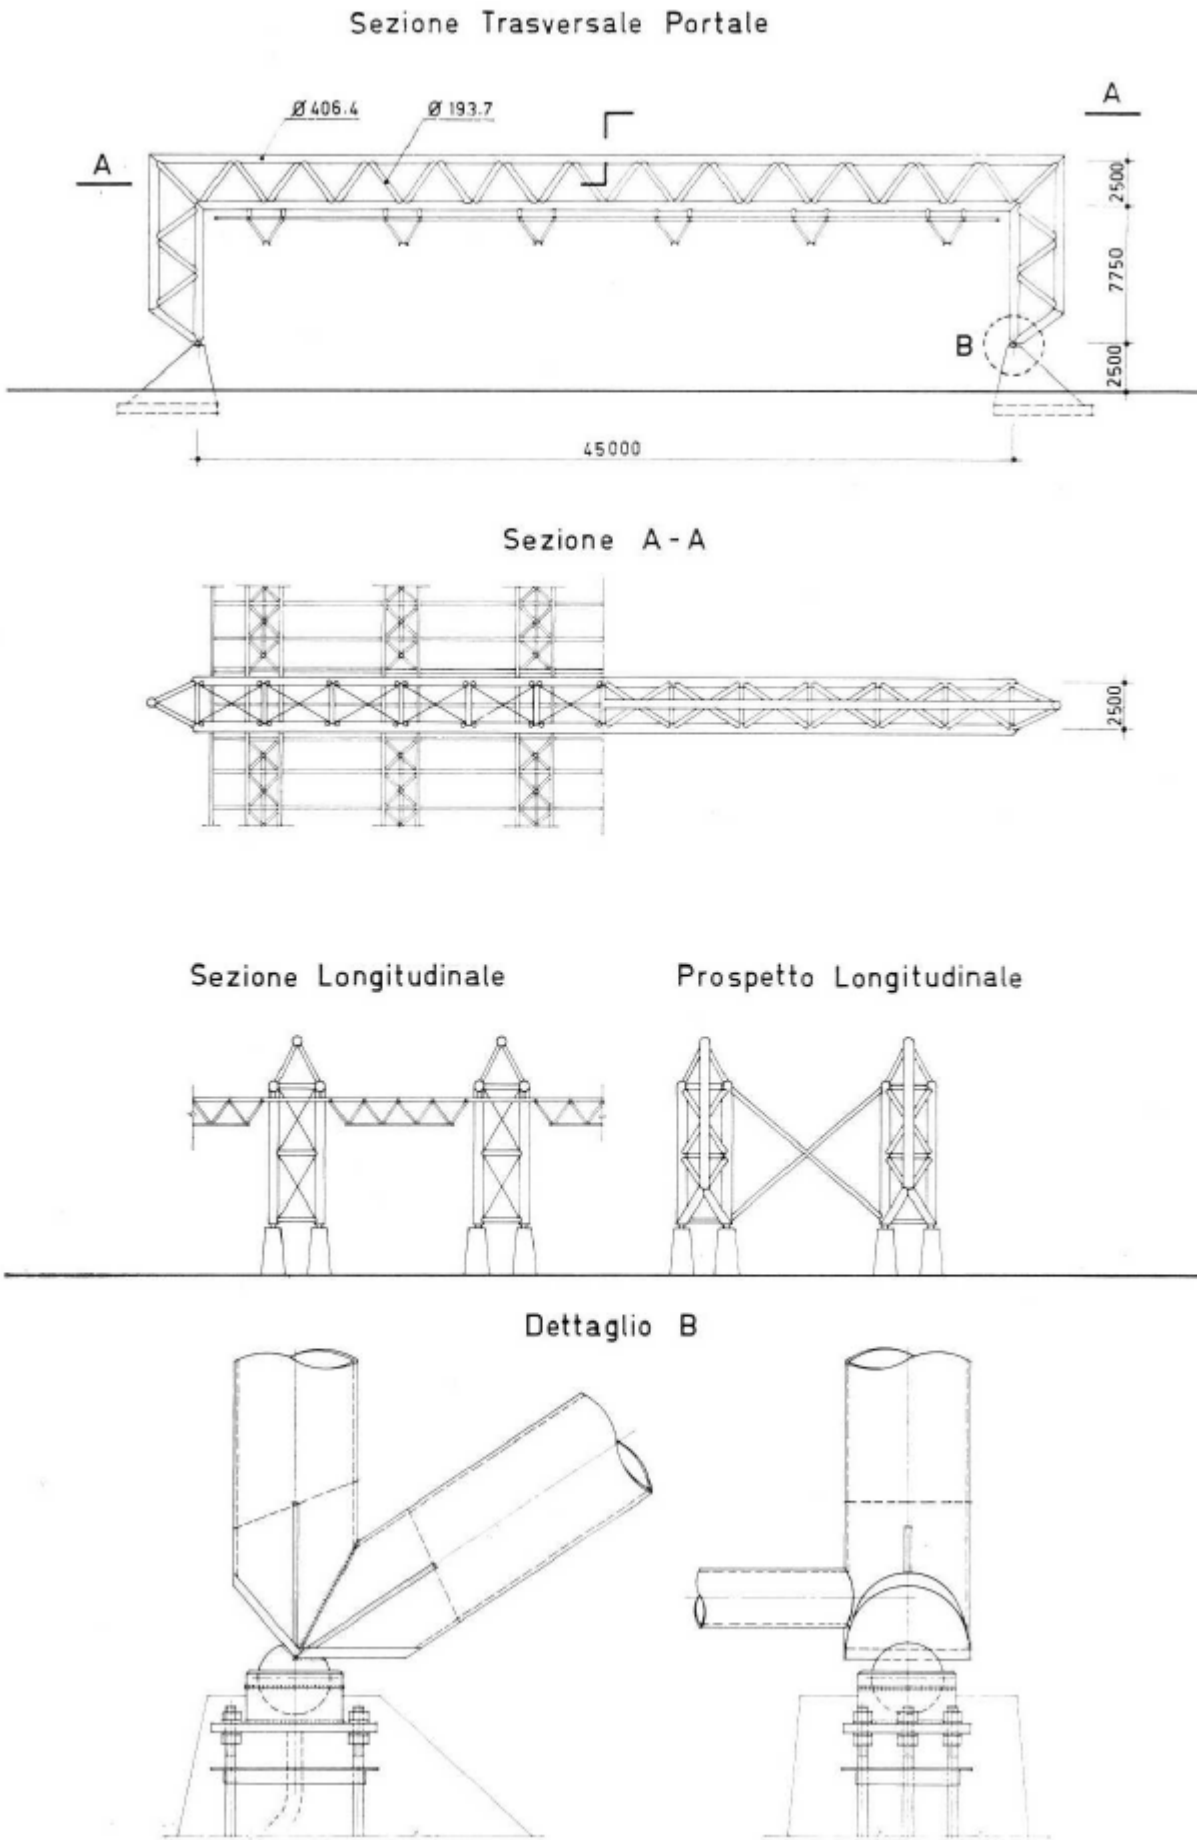 Sezione Trasversale Portale
Ø 406.4
Ø 193.7
A
A
2500
7750
B
2500
45000
Sezione A-A
2500
Sezione Longitudinale
Prospetto Longitudinale
Dettaglio B